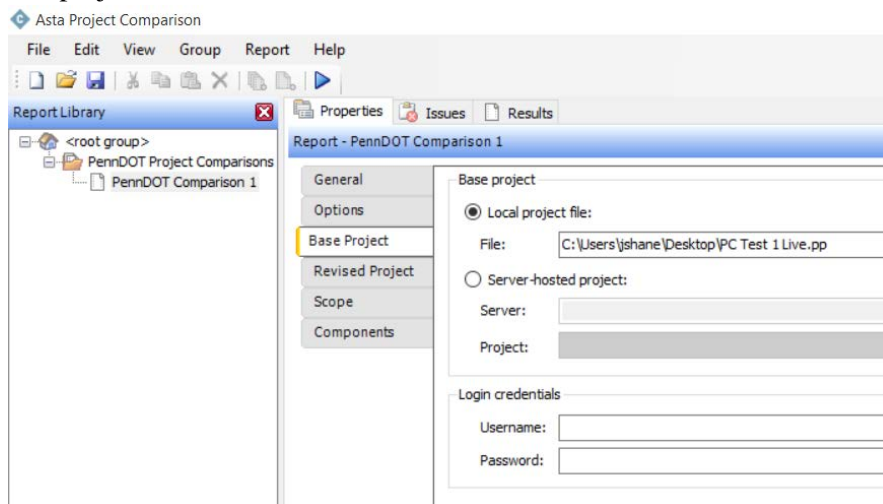 Asta Project Comparison
File Edit View Group Report Help
Report Library
Properties Issues Results
<root group>
PennDOT Project Comparisons
PennDOT Comparison 1
Report - PennDOT Comparison 1
General
Options
Base Project
Revised Project
Scope
Components
Base project
Local project file:
File: C:\Users\jshane\Desktop\PC Test 1 Live.pp
Server-hosted project:
Server:
Project:
Login credentials
Username:
Password: